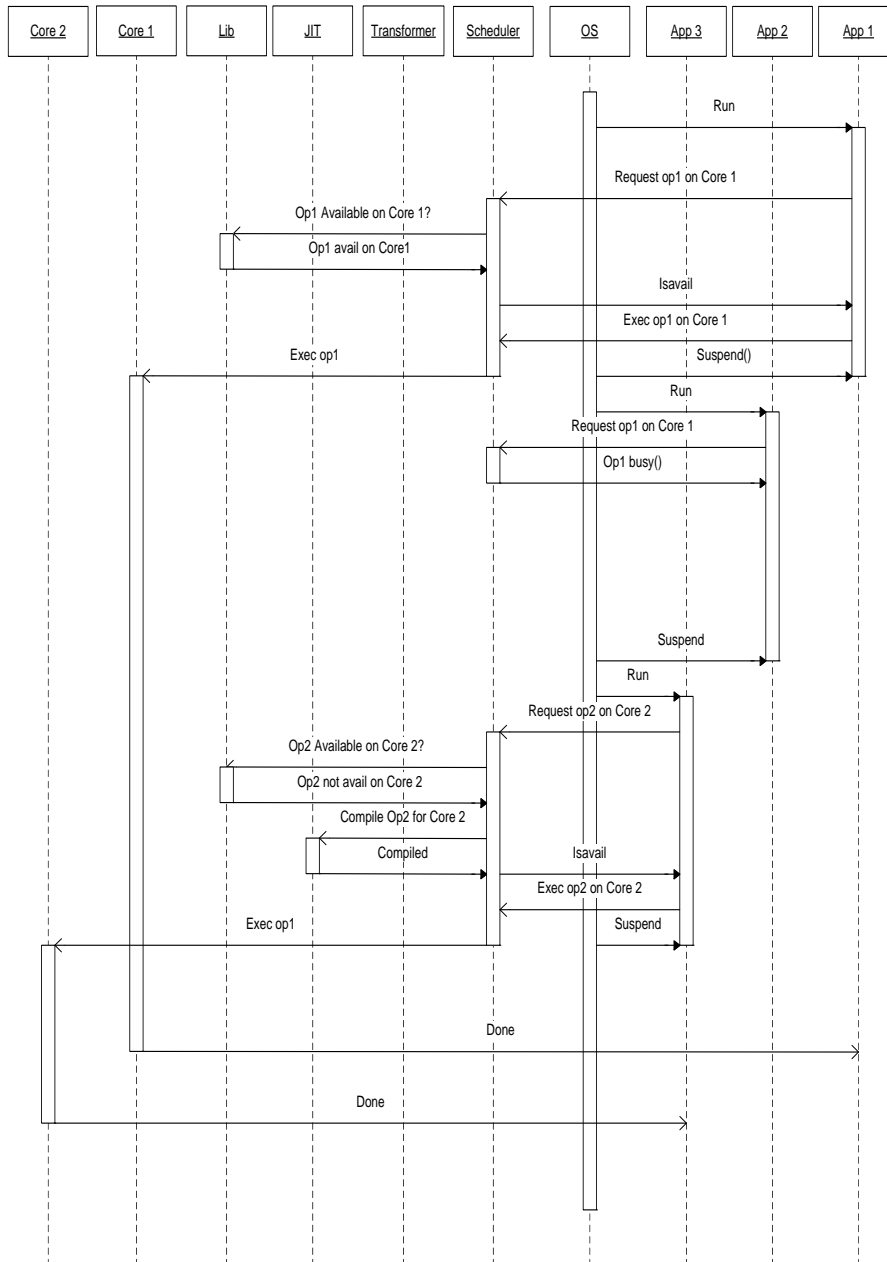 Core 2
Core 1
Lib
JIT
Transformer
Scheduler
OS
App 3
App 2
App 1
Run
Request op1 on Core 1
Op1 Available on Core 1?
Op1 avail on Core1
Isavail
Exec op1 on Core 1
Exec op1
Suspend()
Run
Request op1 on Core 1
Op1 busy()
Suspend
Run
Request op2 on Core 2
Op2 Available on Core 2?
Op2 not avail on Core 2
Compile Op2 for Core 2
Compiled
Isavail
Exec op2 on Core 2
Exec op1
Suspend
Done
Done